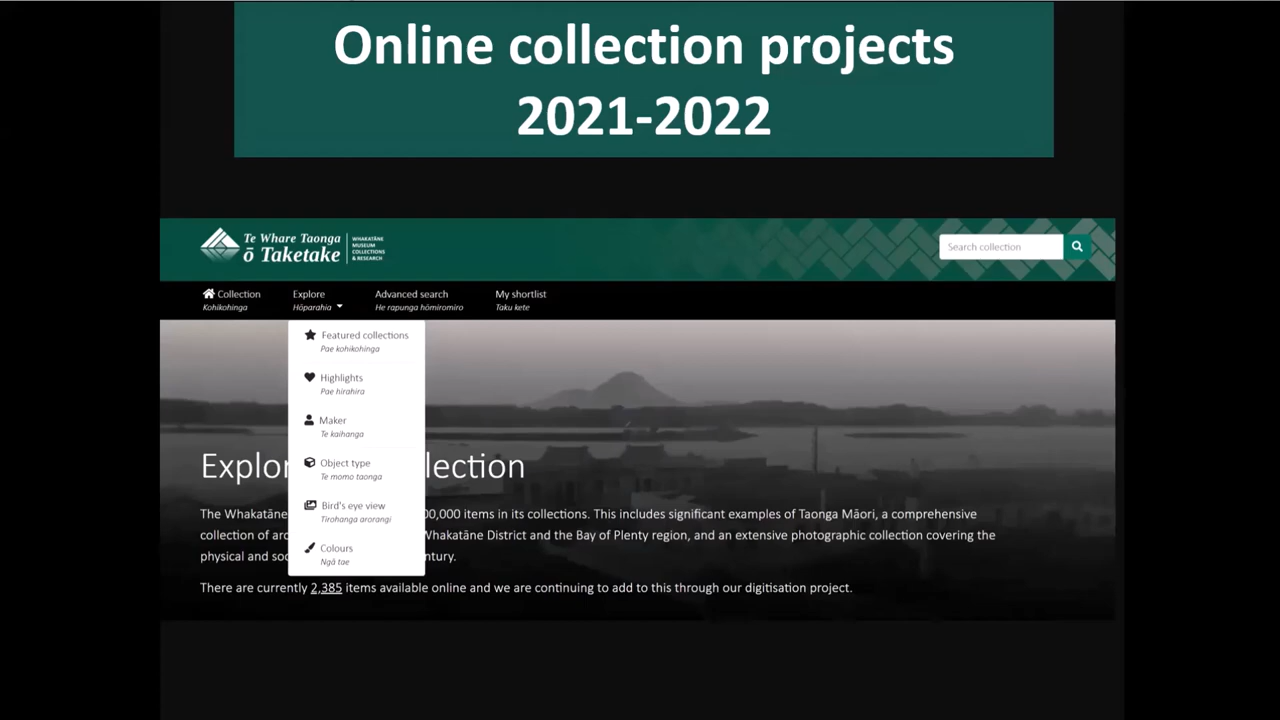 Online collection projects
2021-2022
Te Whare Taonga
ō Taketake
WHAKATĀNE
MUSEUM
COLLECTIONS
& RESEARCH
Search collection
Collection
Kohikohinga
Explore
Hōparahia
Advanced search
He rapunga hōmiromiro
My shortlist
Taku kete
Featured collections
Pae kohikohinga
Highlights
Pae hirahira
Maker
Te kaihanga
Object type
Te momo taonga
Bird's eye view
Tirohanga arorangi
Colours
Ngā tae
Explor lection
The Whakatāne 00,000 items in its collections. This includes significant examples of Taonga Māori, a comprehensive
collection of arc Whakatāne District and the Bay of Plenty region, and an extensive photographic collection covering the
physical and soc ntury.
There are currently 2,385 items available online and we are continuing to add to this through our digitisation project.